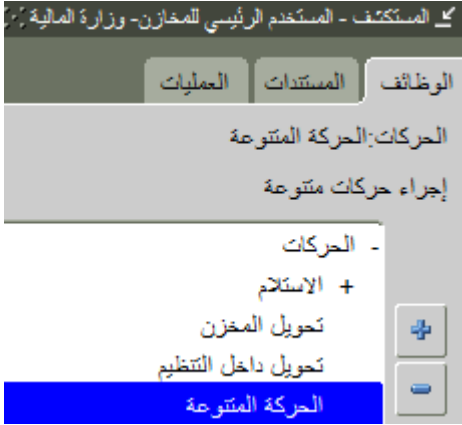 المستكشف - المستخدم الرئيسي للمخازن- وزارة المالية
الوظائف المستندات العمليات
الحركات:الحركة المتنوعة
إجراء حركات متنوعة
- الحركات
+ الاستلام
تحويل المخزن
تحويل داخل التنظيم
الحركة المتنوعة